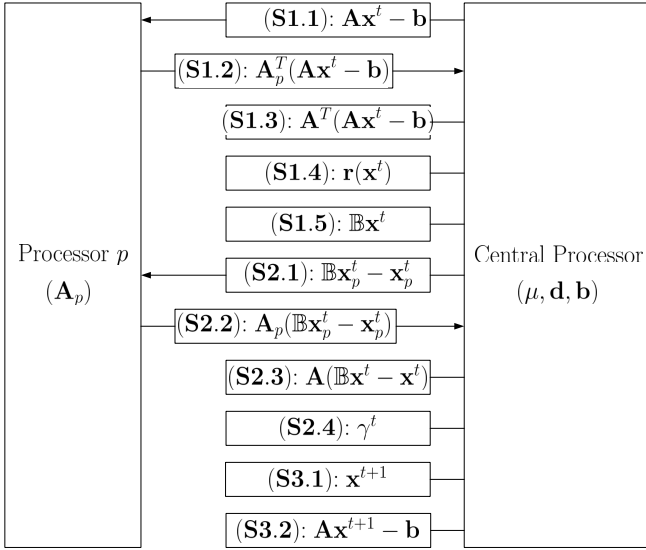 (S1.1): Ax^t − b
(S1.2): A_p^T(Ax^t − b)
(S1.3): A^T(Ax^t − b)
(S1.4): r(x^t)
(S1.5): 𝔹x^t
Processor p
(A_p)
(S2.1): 𝔹x_p^t − x_p^t
Central Processor
(μ, d, b)
(S2.2): A_p(𝔹x_p^t − x_p^t)
(S2.3): A(𝔹x^t − x^t)
(S2.4): γ^t
(S3.1): x^{t+1}
(S3.2): Ax^{t+1} − b